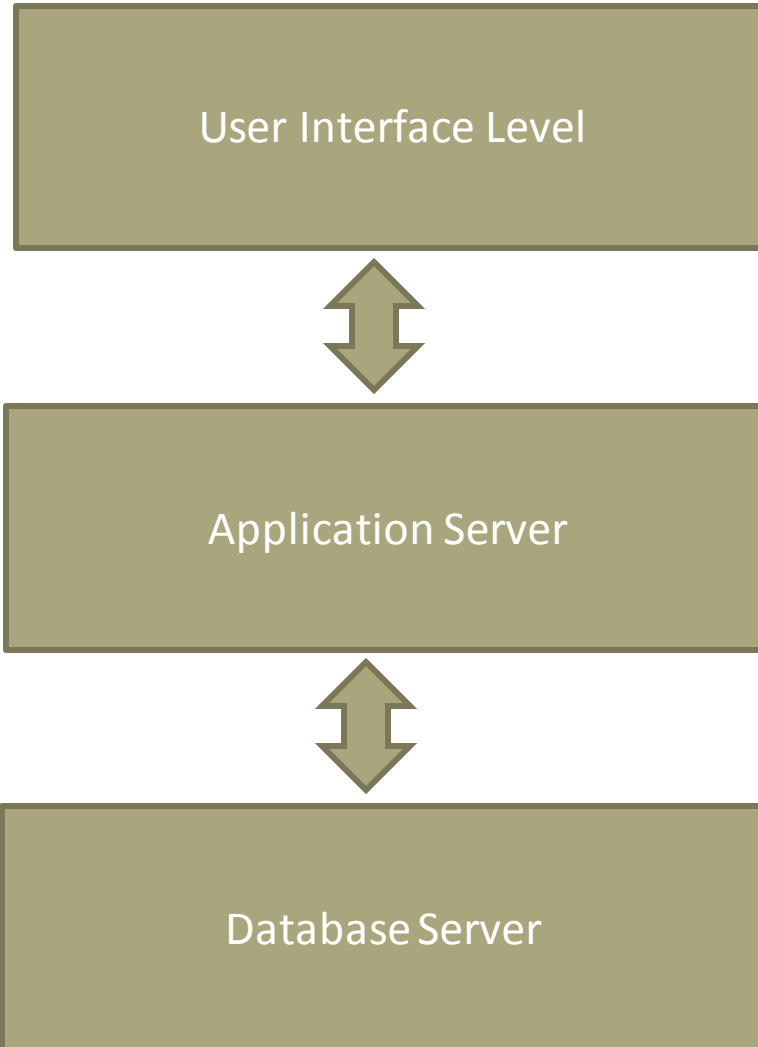 User Interface Level
Application Server
Database Server